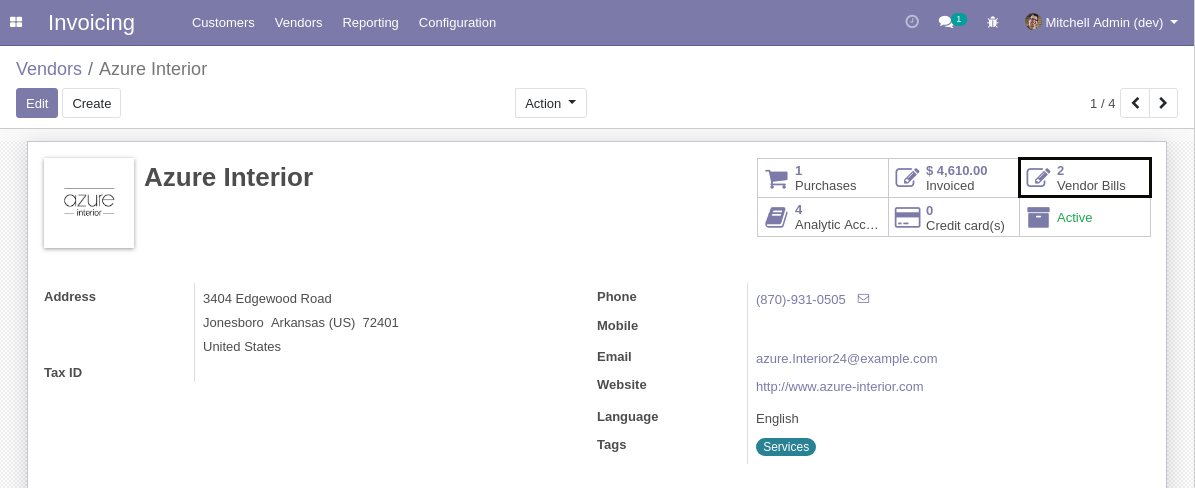 Invoicing Customers Vendors Reporting Configuration 1 Mitchell Admin (dev)
Vendors / Azure Interior
Edit Create Action 1 / 4
azure
interior
Azure Interior
1 Purchases
$ 4,610.00 Invoiced
2 Vendor Bills
4 Analytic Acc…
0 Credit card(s)
Active
Address 3404 Edgewood Road
Jonesboro Arkansas (US) 72401
United States
Tax ID
Phone (870)-931-0505
Mobile
Email azure.Interior24@example.com
Website http://www.azure-interior.com
Language English
Tags Services